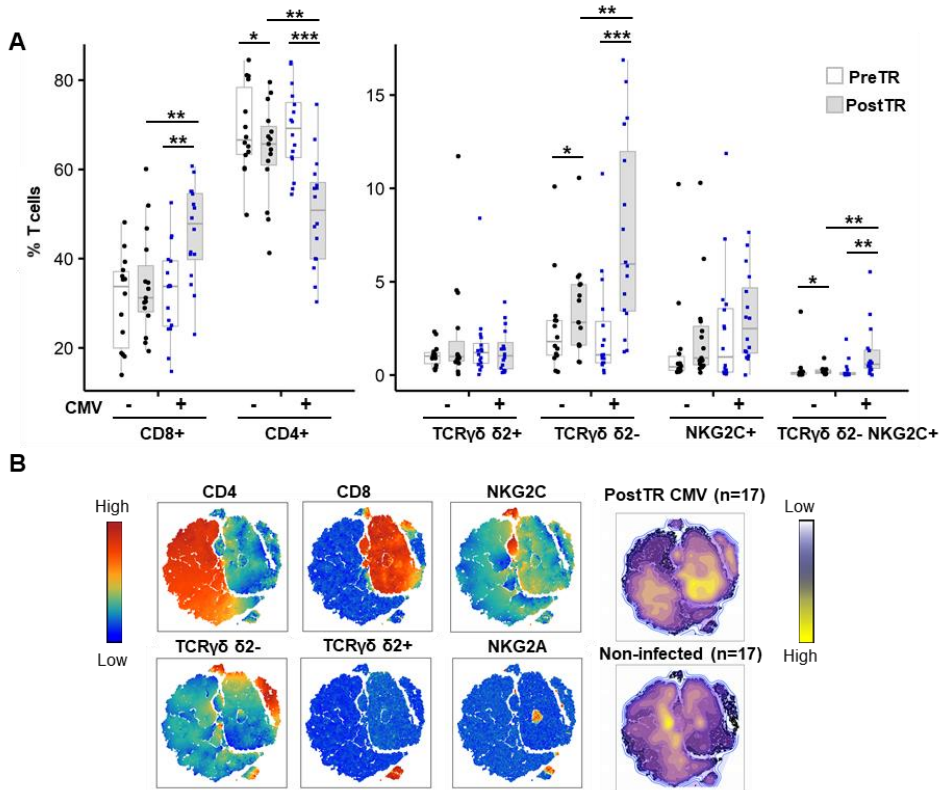 A
** **
* ***
**
**
** ***
*
**
**
*
PreTR
PostTR
% T cells
80
60
40
20
15
10
5
0
CMV - + - + - + - + - + - +
CD8+ CD4+ TCRγδ δ2+ TCRγδ δ2- NKG2C+ TCRγδ δ2- NKG2C+
B
High
Low
CD4 CD8 NKG2C PostTR CMV (n=17)
TCRγδ δ2- TCRγδ δ2+ NKG2A Non-infected (n=17)
Low
High